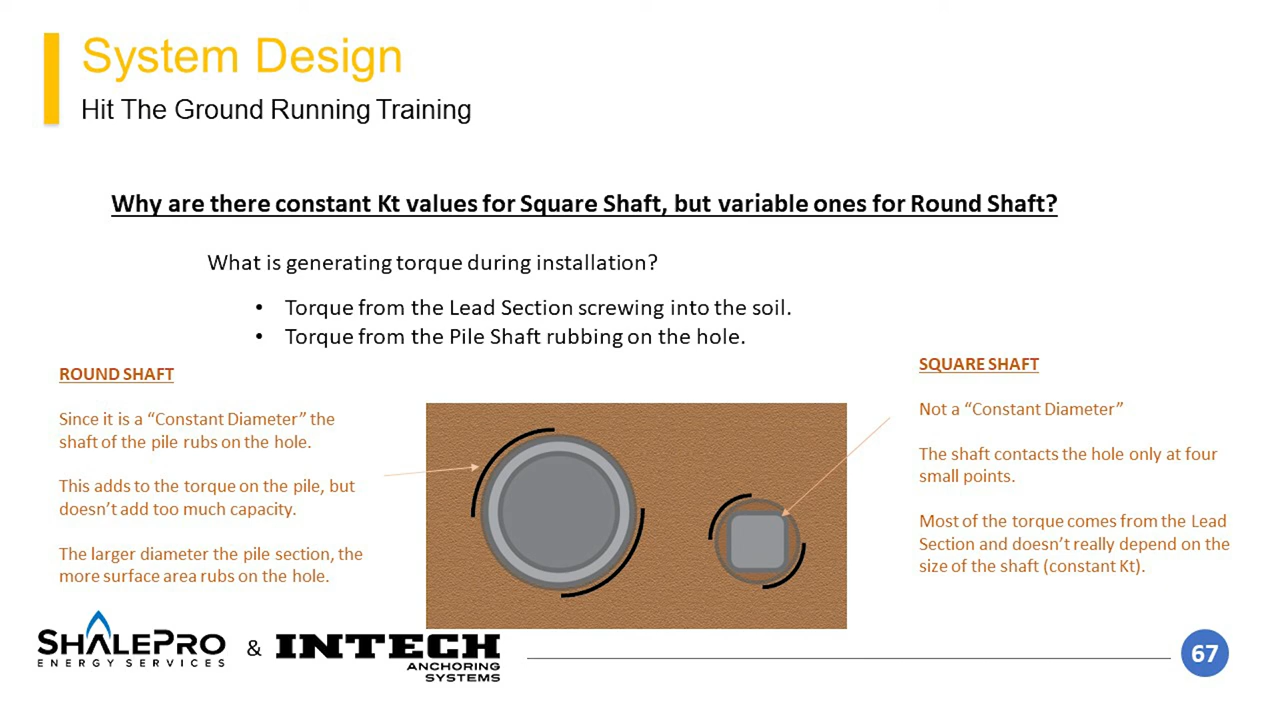 System Design
Hit The Ground Running Training
Why are there constant Kt values for Square Shaft, but variable ones for Round Shaft?
What is generating torque during installation?
• Torque from the Lead Section screwing into the soil.
• Torque from the Pile Shaft rubbing on the hole.
ROUND SHAFT
Since it is a “Constant Diameter” the
shaft of the pile rubs on the hole.
This adds to the torque on the pile, but
doesn’t add too much capacity.
The larger diameter the pile section, the
more surface area rubs on the hole.
SQUARE SHAFT
Not a “Constant Diameter”
The shaft contacts the hole only at four
small points.
Most of the torque comes from the Lead
Section and doesn’t really depend on the
size of the shaft (constant Kt).
SHALEPRO
ENERGY SERVICES
&
INTECH
ANCHORING
SYSTEMS
67